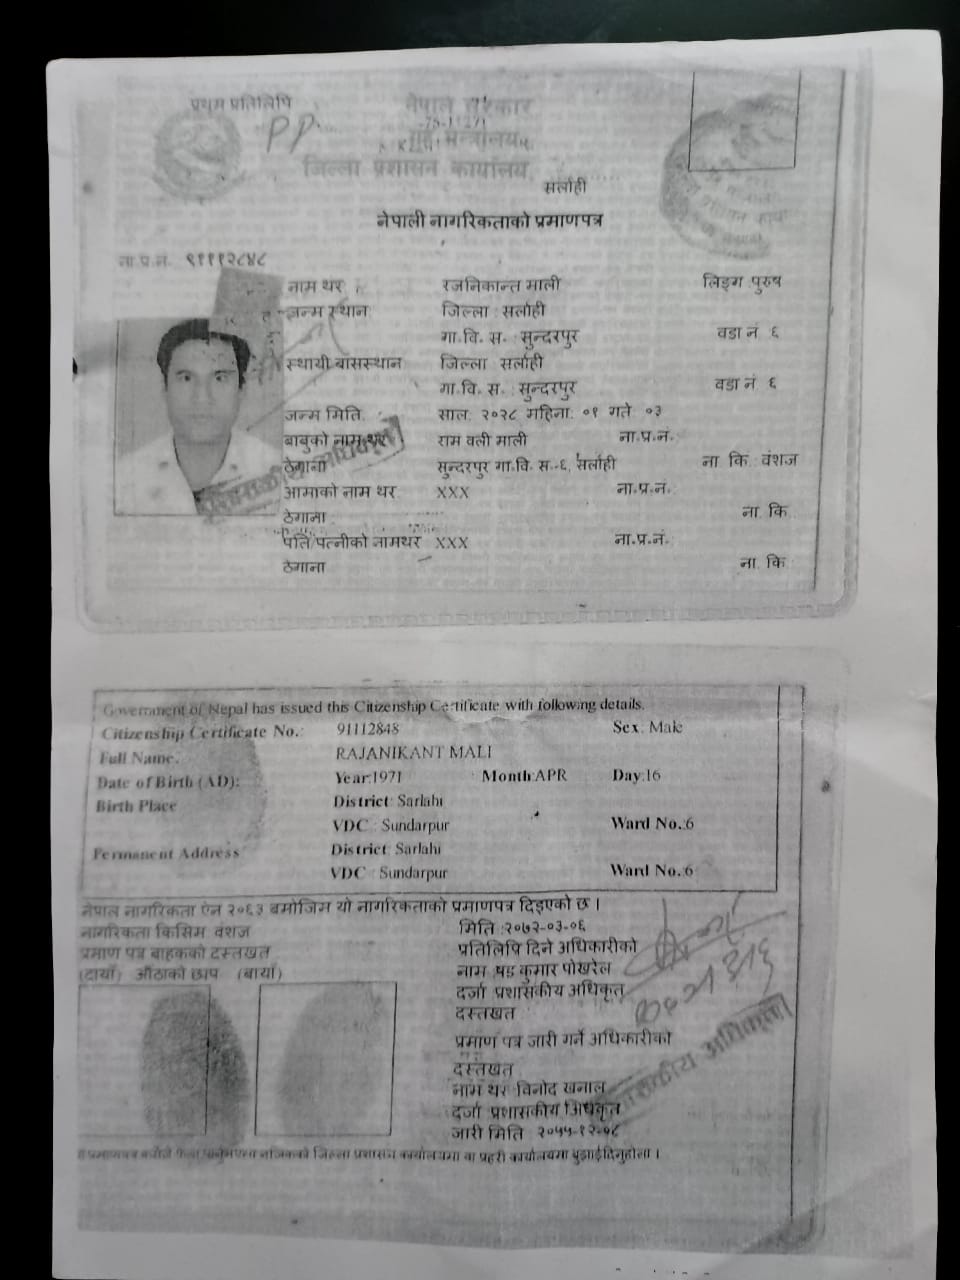 प्रथम प्रतिलिपि
PP.
नेपाल सरकार
गृह मन्त्रालय
जिल्ला प्रशासन कार्यालय,
सर्लाही
नेपाली नागरिकताको प्रमाणपत्र
ना.प्र.नं. ९१११२८४८
नाम थर : रजनिकान्त माली लिङ्ग : पुरुष
जन्म स्थान जिल्ला : सर्लाही
गा.वि. स. : सुन्दरपुर वडा नं. ६
स्थायी बासस्थान जिल्ला सर्लाही
गा.वि. स. : सुन्दरपुर वडा नं. ६
जन्म मिति. साल: २०२८ महिना: ०१ गते ०३
बाबुको नाम थर राम वली माली ना.प्र.नं.
ठेगाना सुन्दरपुर गा.वि. स.-६, सर्लाही ना. कि. वंशज
आमाको नाम थर XXX ना.प्र.नं.
ठेगाना : ना. कि.
पति/पत्नीको नामथर XXX ना.प्र.नं.
ठेगाना ना. कि.
Government of Nepal has issued this Citizenship Certificate with following details.
Citizenship Certificate No.: 91112848 Sex: Male
Full Name. RAJANIKANT MALI
Date of Birth (AD): Year:1971 Month:APR Day:16
Birth Place District: Sarlahi
VDC : Sundarpur Ward No.:6
Permanent Address District: Sarlahi
VDC : Sundarpur Ward No.:6
नेपाल नागरिकता ऐन २०६३ बमोजिम यो नागरिकताको प्रमाणपत्र दिइएको छ ।
नागरिकता किसिम वंशज मिति :२०७२-०३-०६
प्रमाण पत्र बाहकको दस्तखत प्रतिलिपि दिने अधिकारीको
(दायाँ) औंठाको छाप (बायाँ) नाम :षड कुमार पोखरेल
दर्जा प्रशासकीय अधिकृत
दस्तखत
प्रमाण पत्र जारी गर्ने अधिकारीको
दस्तखत
नाम थर विनोद खनाल
दर्जा प्रशासकीय अधिकृत
जारी मिति : २०५५-१२-०८
जिल्ला प्रशासन कार्यालयमा वा प्रहरी कार्यालयमा बुझाईदिनुहोला ।